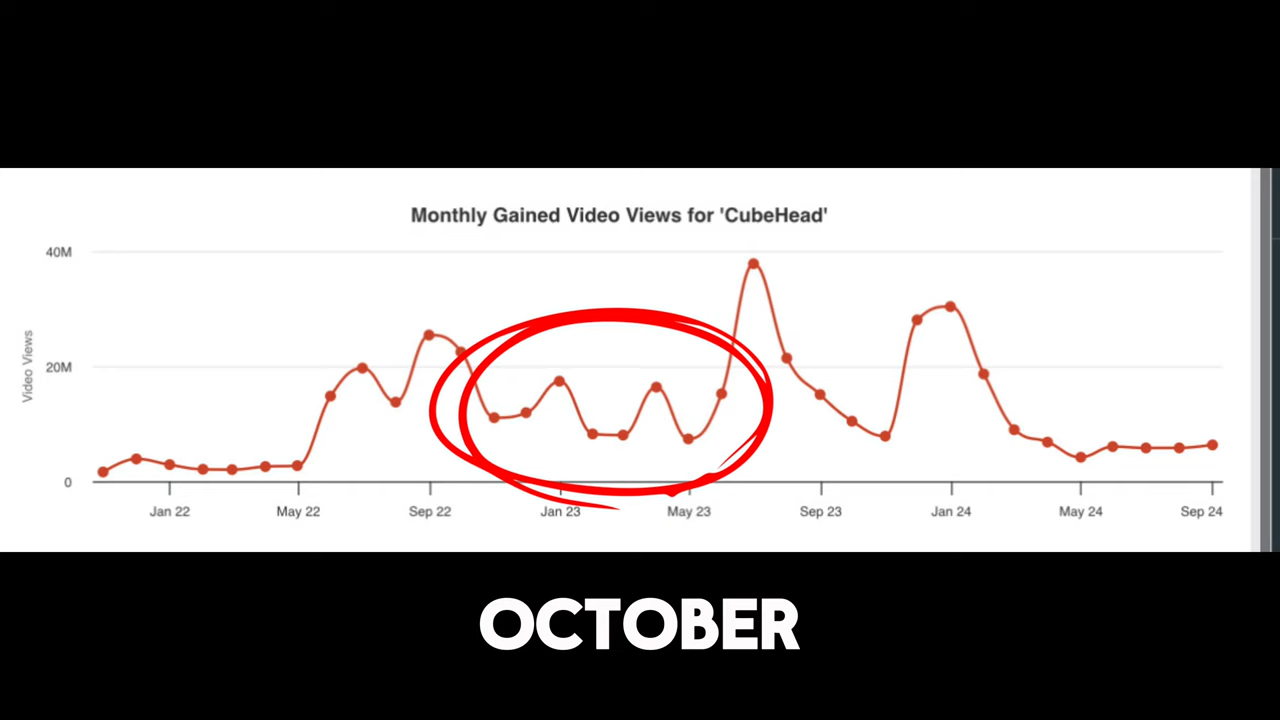 Monthly Gained Video Views for 'CubeHead'
40M
20M
0
Video Views
Jan 22 May 22 Sep 22 Jan 23 May 23 Sep 23 Jan 24 May 24 Sep 24
OCTOBER